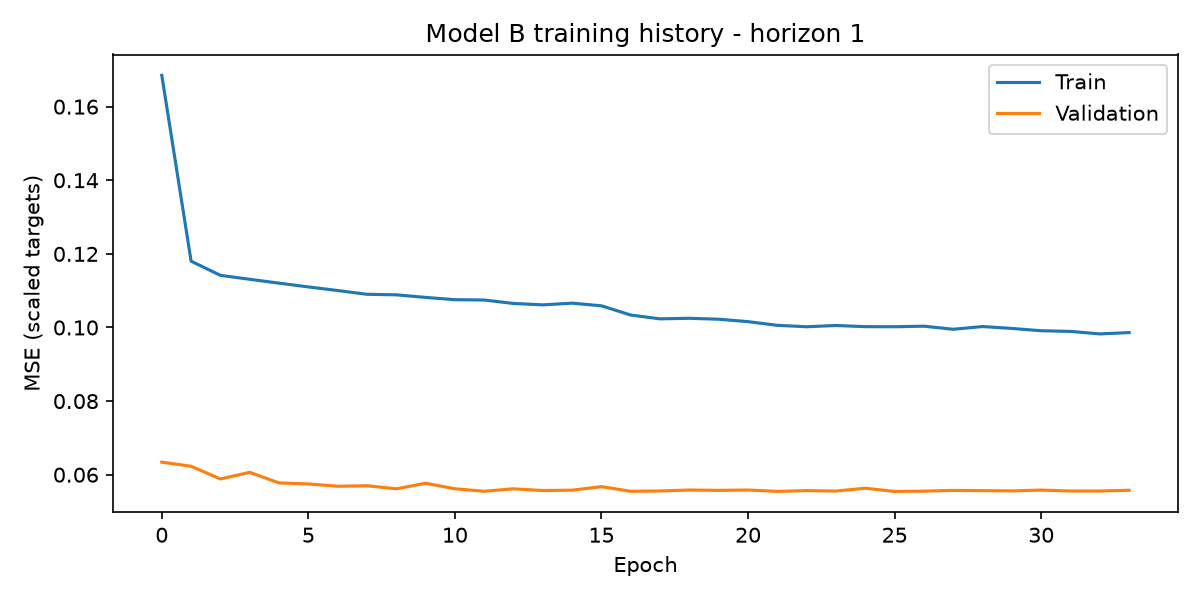 Model B training history - horizon 1
Train
Validation
MSE (scaled targets)
0.16
0.14
0.12
0.10
0.08
0.06
0 5 10 15 20 25 30
Epoch